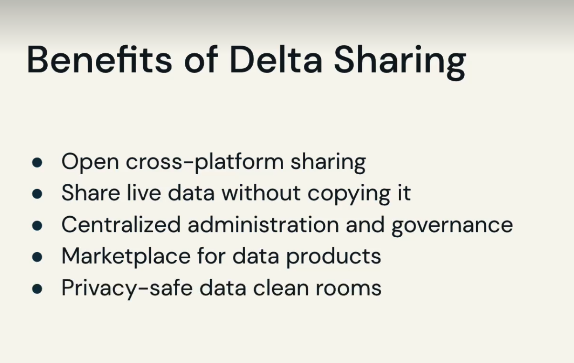 Benefits of Delta Sharing
● Open cross-platform sharing
● Share live data without copying it
● Centralized administration and governance
● Marketplace for data products
● Privacy-safe data clean rooms